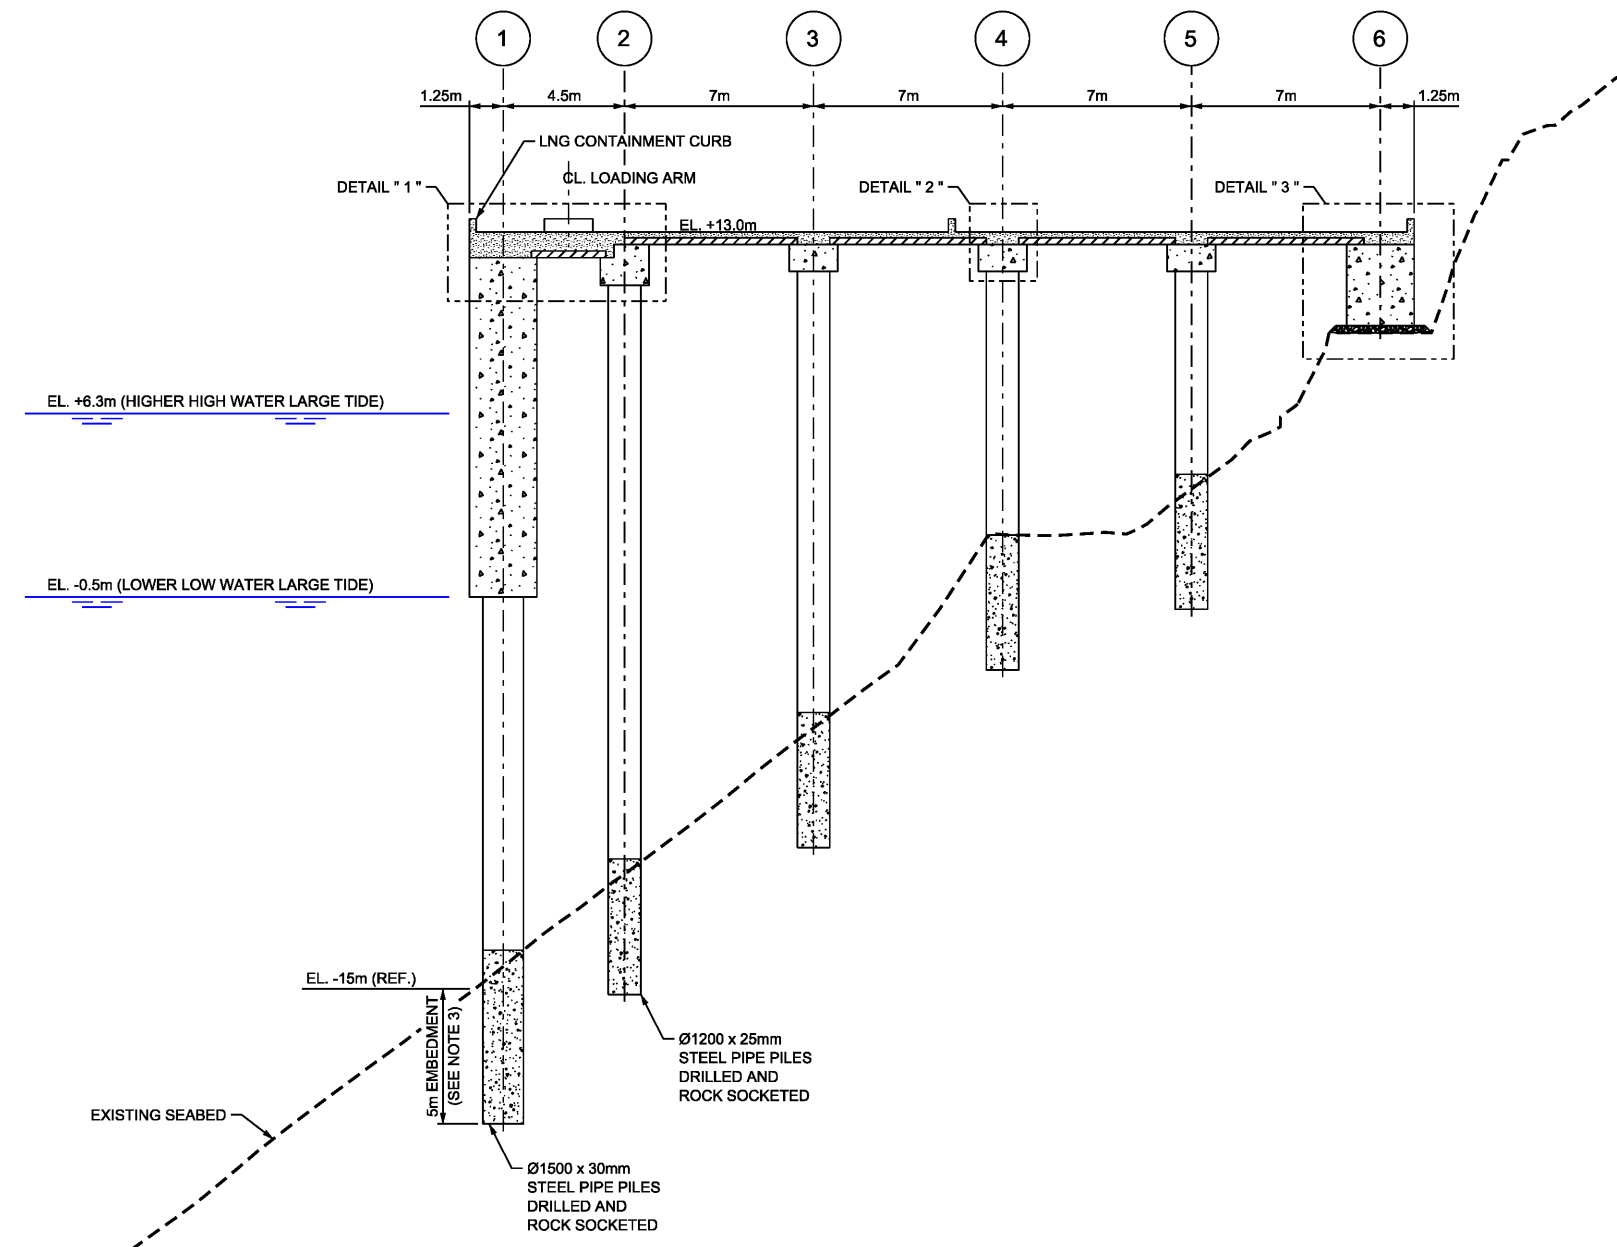 1 2 3 4 5 6
1.25m 4.5m 7m 7m 7m 7m 1.25m
LNG CONTAINMENT CURB
CL. LOADING ARM
DETAIL " 1 "
DETAIL " 2 "
DETAIL " 3 "
EL. +13.0m
EL. +6.3m (HIGHER HIGH WATER LARGE TIDE)
EL. -0.5m (LOWER LOW WATER LARGE TIDE)
EL. -15m (REF.)
5m EMBEDMENT
(SEE NOTE 3)
Ø1200 x 25mm
STEEL PIPE PILES
DRILLED AND
ROCK SOCKETED
EXISTING SEABED
Ø1500 x 30mm
STEEL PIPE PILES
DRILLED AND
ROCK SOCKETED